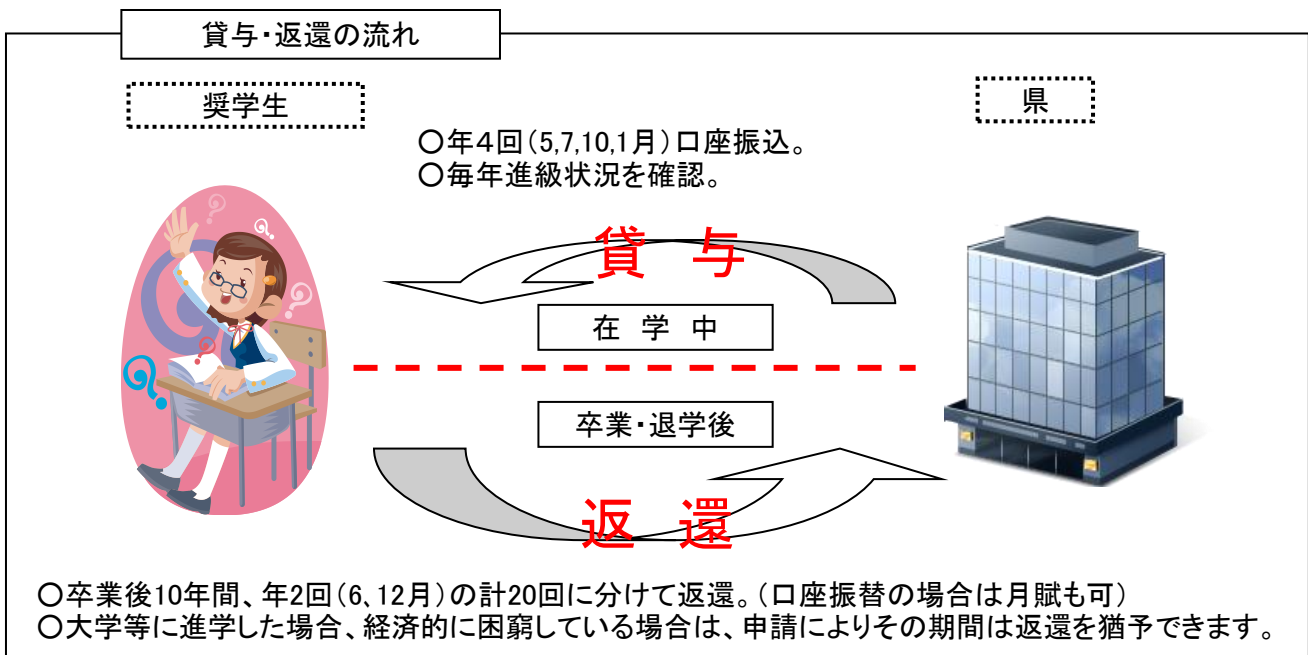 貸与・返還の流れ
奨学生
県
○年4回(5,7,10,1月)口座振込。
○毎年進級状況を確認。
貸 与
在 学 中
卒業・退学後
返 還
○卒業後10年間、年2回(6、12月)の計20回に分けて返還。(口座振替の場合は月賦も可)
○大学等に進学した場合、経済的に困窮している場合は、申請によりその期間は返還を猶予できます。